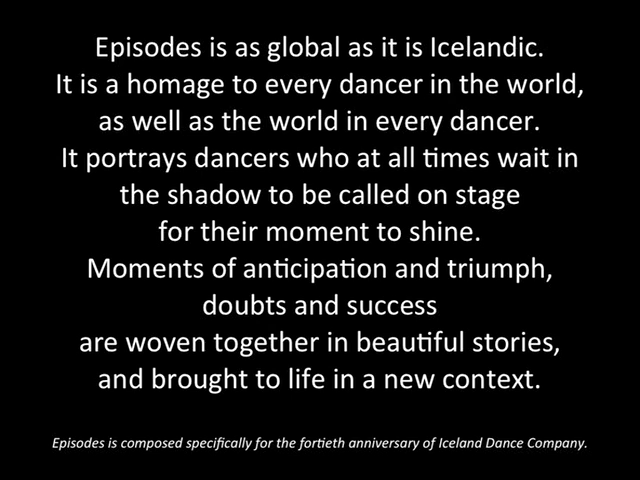 Episodes is as global as it is Icelandic.
It is a homage to every dancer in the world,
as well as the world in every dancer.
It portrays dancers who at all times wait in
the shadow to be called on stage
for their moment to shine.
Moments of anticipation and triumph,
doubts and success
are woven together in beautiful stories,
and brought to life in a new context.
Episodes is composed specifically for the fortieth anniversary of Iceland Dance Company.